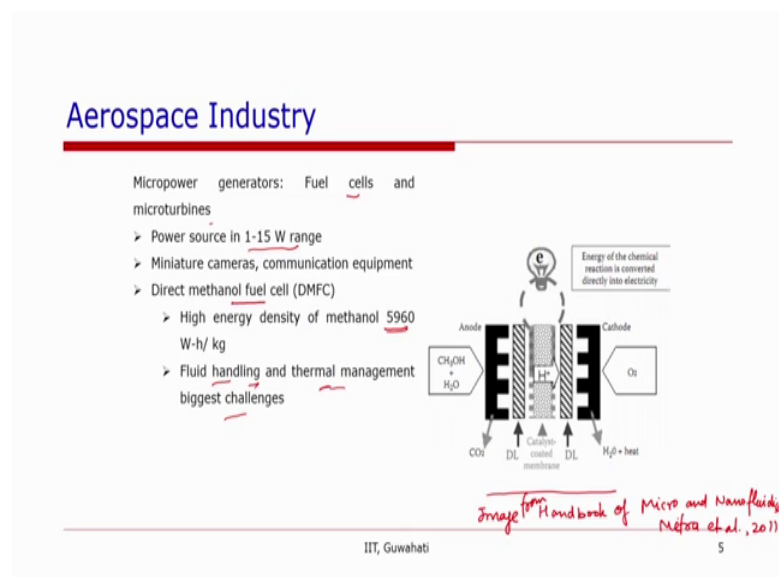 Aerospace Industry
Micropower generators: Fuel cells and
microturbines
➢ Power source in 1-15 W range
➢ Miniature cameras, communication equipment
➢ Direct methanol fuel cell (DMFC)
➢ High energy density of methanol 5960
W-h/ kg
➢ Fluid handling and thermal management
biggest challenges
e
Energy of the chemical
reaction is converted
directly into electricity
Anode
Cathode
CH₃OH
+
H₂O
H⁺
O₂
CO₂
DL
Catalyst-
coated
membrane
DL
H₂O + heat
Image from Handbook of Micro and Nanofluidics
Mitra et al., 2011
IIT, Guwahati
5